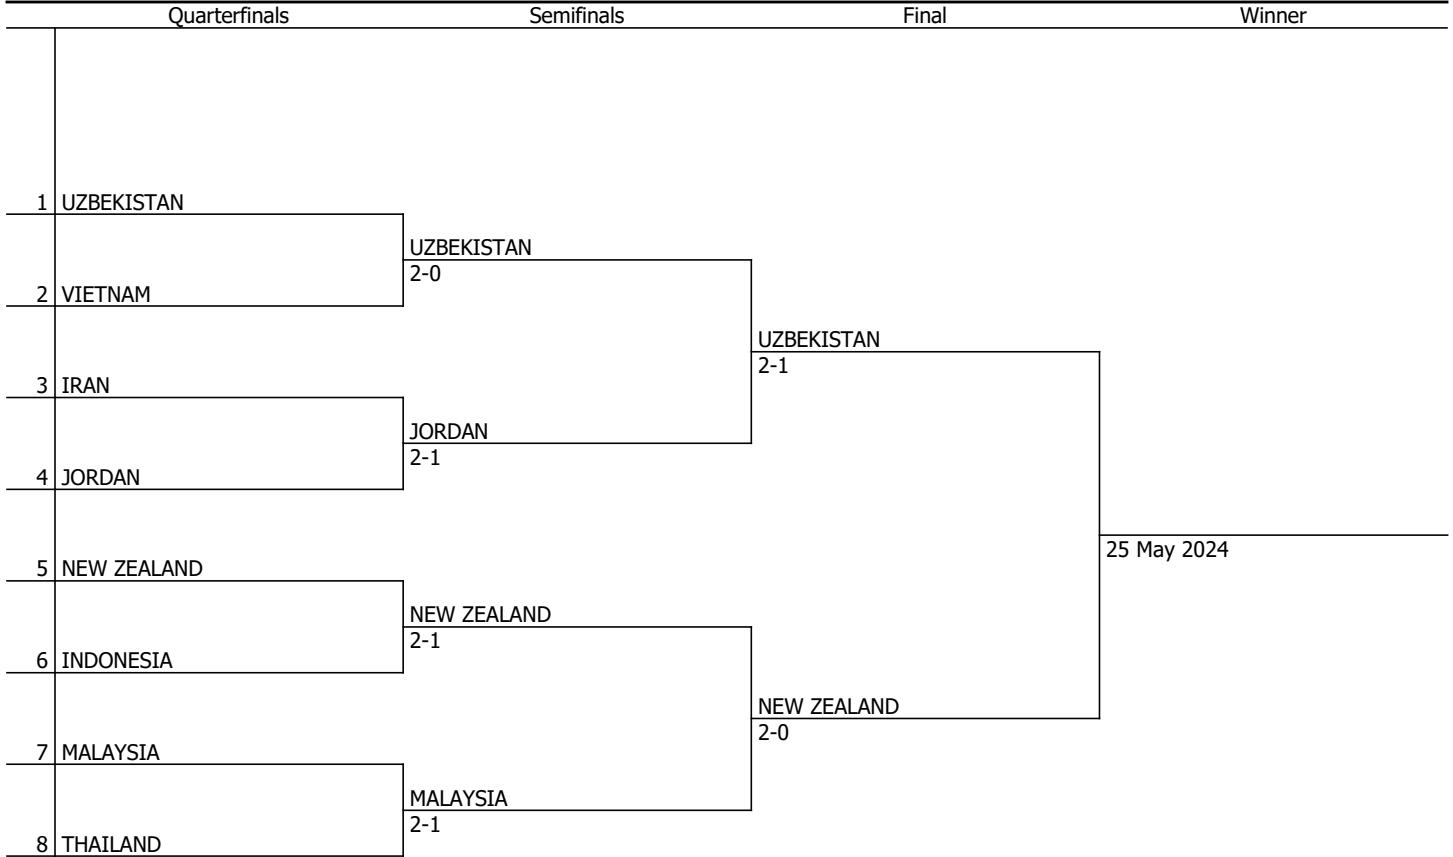 Quarterfinals Semifinals Final Winner
1 UZBEKISTAN
UZBEKISTAN
2-0
2 VIETNAM
UZBEKISTAN
2-1
3 IRAN
JORDAN
2-1
4 JORDAN
25 May 2024
5 NEW ZEALAND
NEW ZEALAND
2-1
6 INDONESIA
NEW ZEALAND
2-0
7 MALAYSIA
MALAYSIA
2-1
8 THAILAND